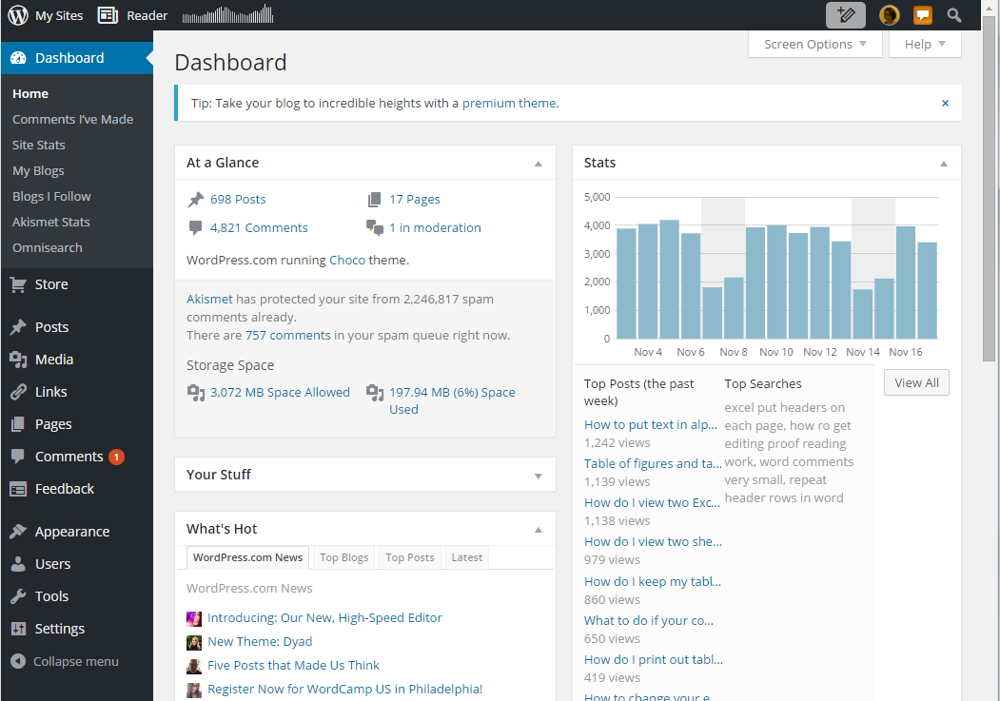 My Sites
Reader
Dashboard
Home
Comments I've Made
Site Stats
My Blogs
Blogs I Follow
Akismet Stats
Omnisearch
Store
Posts
Media
Links
Pages
Comments 1
Feedback
Appearance
Users
Tools
Settings
Collapse menu
Screen Options
Help
Dashboard
Tip: Take your blog to incredible heights with a premium theme.
×
At a Glance
698 Posts
17 Pages
4,821 Comments
1 in moderation
WordPress.com running Choco theme.
Akismet has protected your site from 2,246,817 spam
comments already.
There are 757 comments in your spam queue right now.
Storage Space
3,072 MB Space Allowed
197.94 MB (6%) Space
Used
Your Stuff
What's Hot
WordPress.com News
Top Blogs
Top Posts
Latest
WordPress.com News
Introducing: Our New, High-Speed Editor
New Theme: Dyad
Five Posts that Made Us Think
Register Now for WordCamp US in Philadelphia!
Stats
5,000
4,000
3,000
2,000
1,000
0
Nov 4 Nov 6 Nov 8 Nov 10 Nov 12 Nov 14 Nov 16
View All
Top Posts (the past
week)
How to put text in alp...
1,242 views
Table of figures and ta...
1,139 views
How do I view two Exc...
1,138 views
How do I view two she...
979 views
How do I keep my tabl...
860 views
What to do if your co...
650 views
How do I print out tabl...
419 views
How to change your e
Top Searches
excel put headers on
each page, how ro get
editing proof reading
work, word comments
very small, repeat
header rows in word